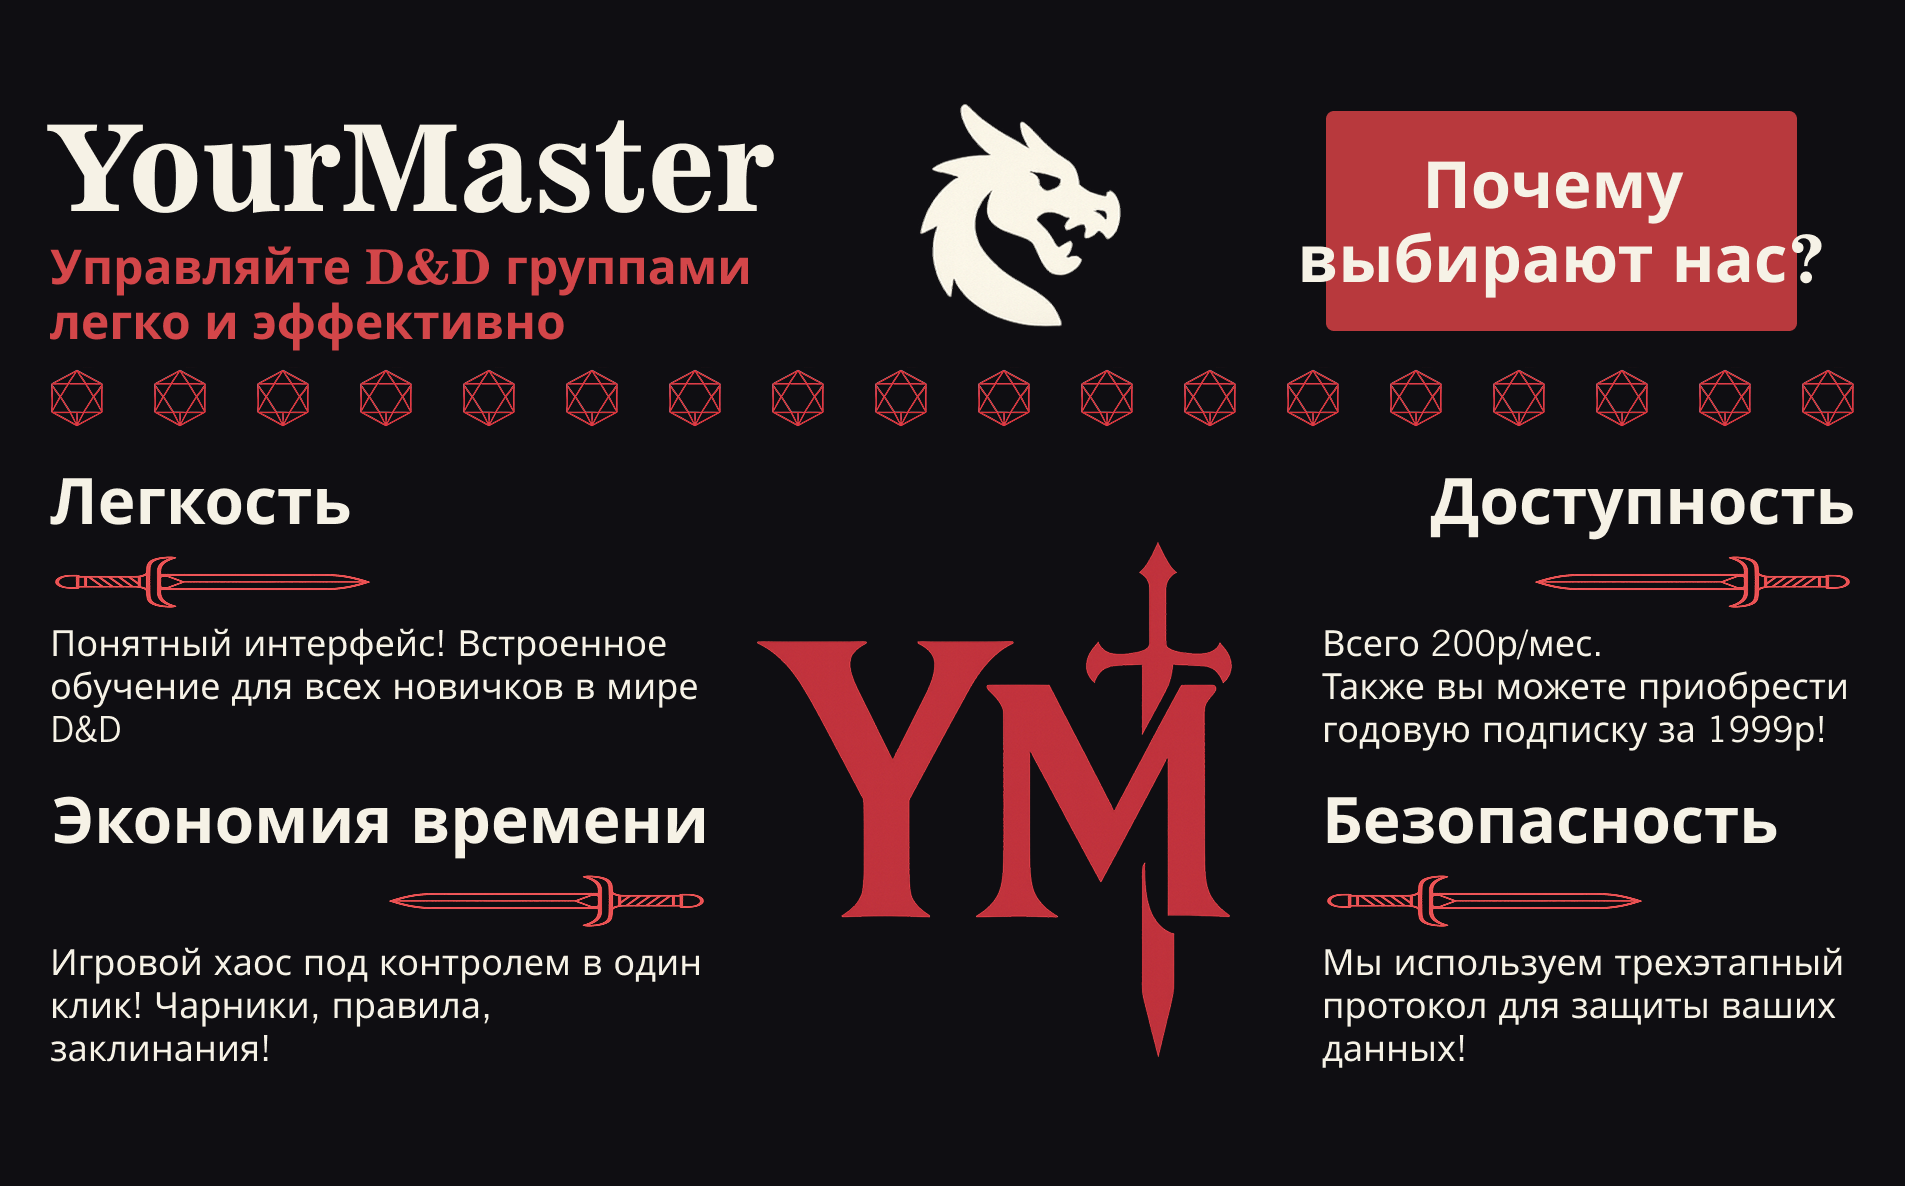 YourMaster
Управляйте D&D группами
легко и эффективно
Почему
выбирают нас?
Легкость
Понятный интерфейс! Встроенное
обучение для всех новичков в мире
D&D
Экономия времени
Игровой хаос под контролем в один
клик! Чарники, правила,
заклинания!
YM
Доступность
Всего 200р/мес.
Также вы можете приобрести
годовую подписку за 1999р!
Безопасность
Мы используем трехэтапный
протокол для защиты ваших
данных!